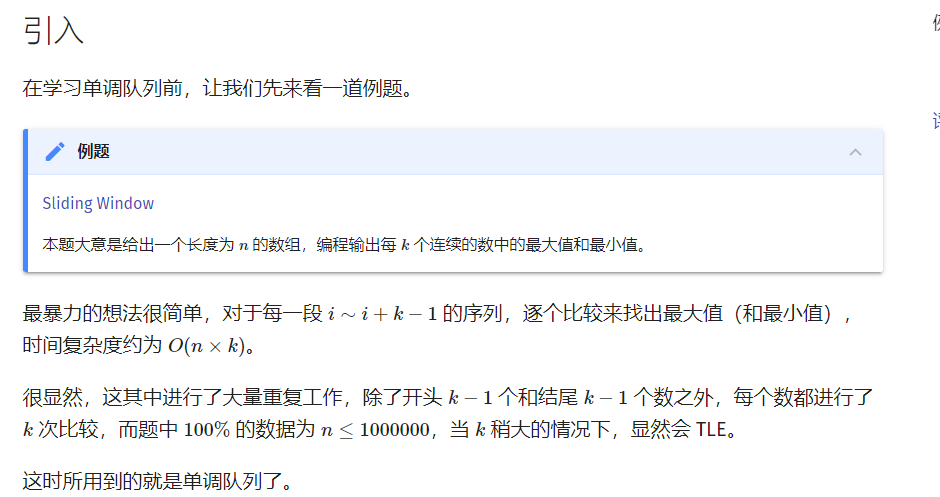 引入
在学习单调队列前，让我们先来看一道例题。
例题
Sliding Window
本题大意是给出一个长度为 n 的数组，编程输出每 k 个连续的数中的最大值和最小值。
最暴力的想法很简单，对于每一段 i ∼ i + k − 1 的序列，逐个比较来找出最大值（和最小值），
时间复杂度约为 O(n × k)。
很显然，这其中进行了大量重复工作，除了开头 k − 1 个和结尾 k − 1 个数之外，每个数都进行了
k 次比较，而题中 100% 的数据为 n ≤ 1000000，当 k 稍大的情况下，显然会 TLE。
这时所用到的就是单调队列了。